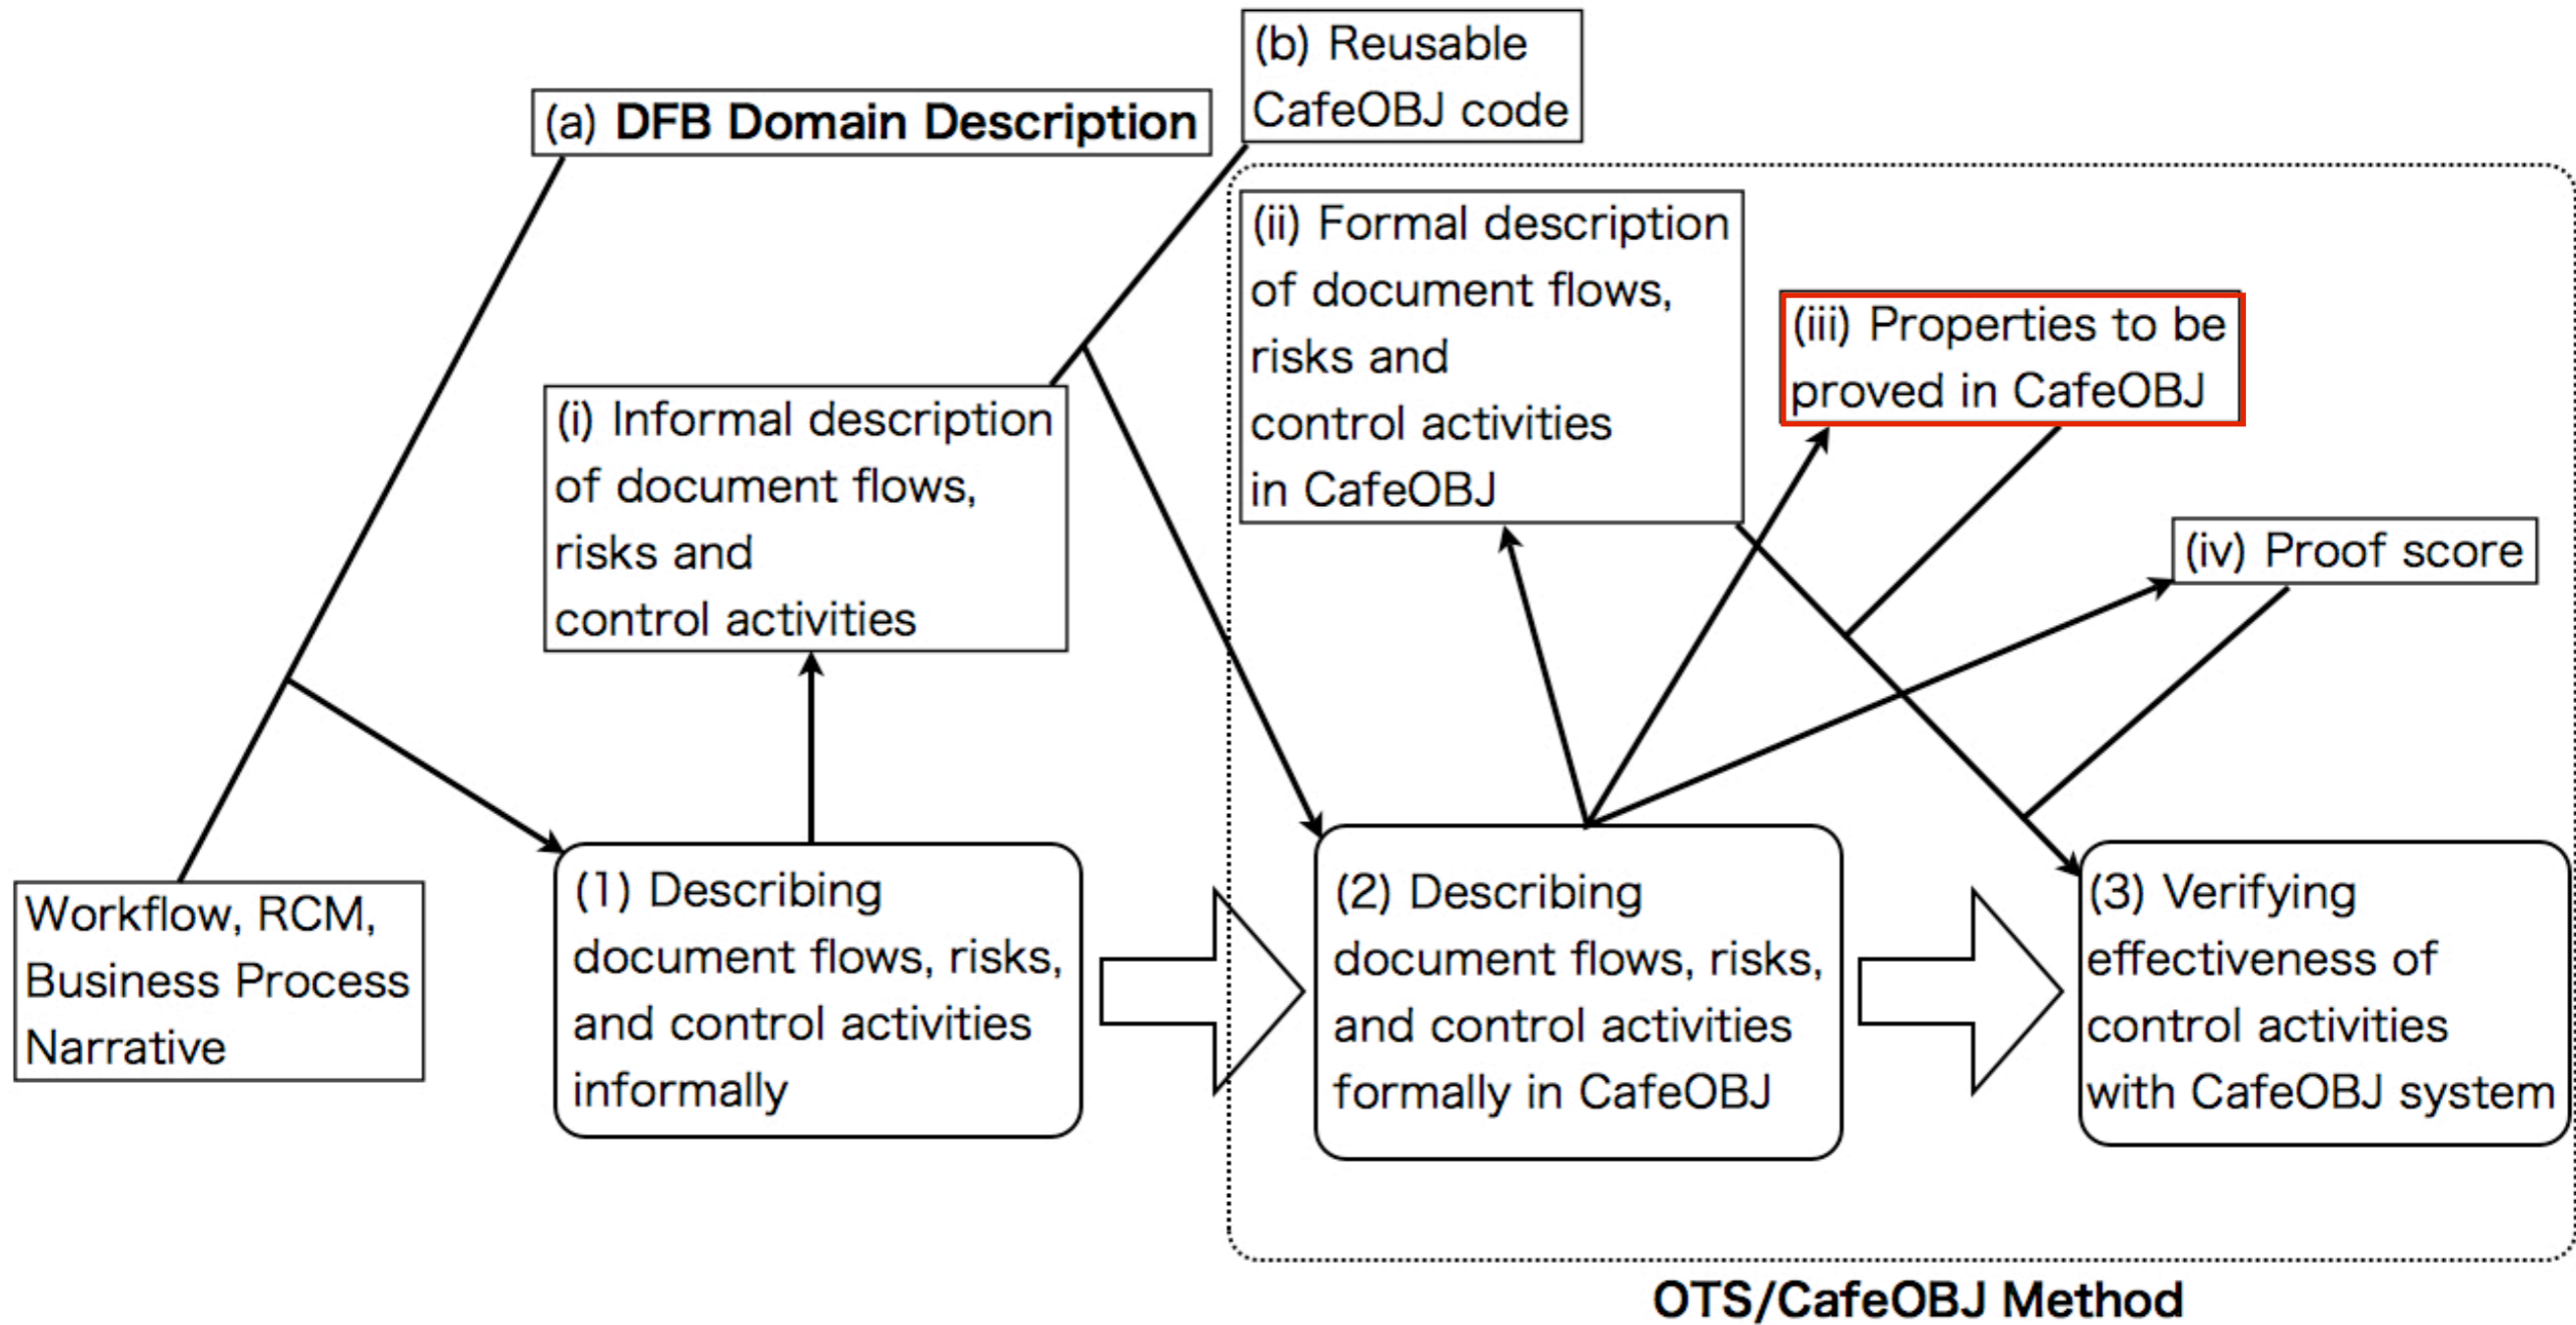 (b) Reusable
CafeOBJ code
(a) DFB Domain Description
(ii) Formal description
of document flows,
risks and
control activities
in CafeOBJ
(iii) Properties to be
proved in CafeOBJ
(i) Informal description
of document flows,
risks and
control activities
(iv) Proof score
Workflow, RCM,
Business Process
Narrative
(1) Describing
document flows, risks,
and control activities
informally
(2) Describing
document flows, risks,
and control activities
formally in CafeOBJ
(3) Verifying
effectiveness of
control activities
with CafeOBJ system
OTS/CafeOBJ Method